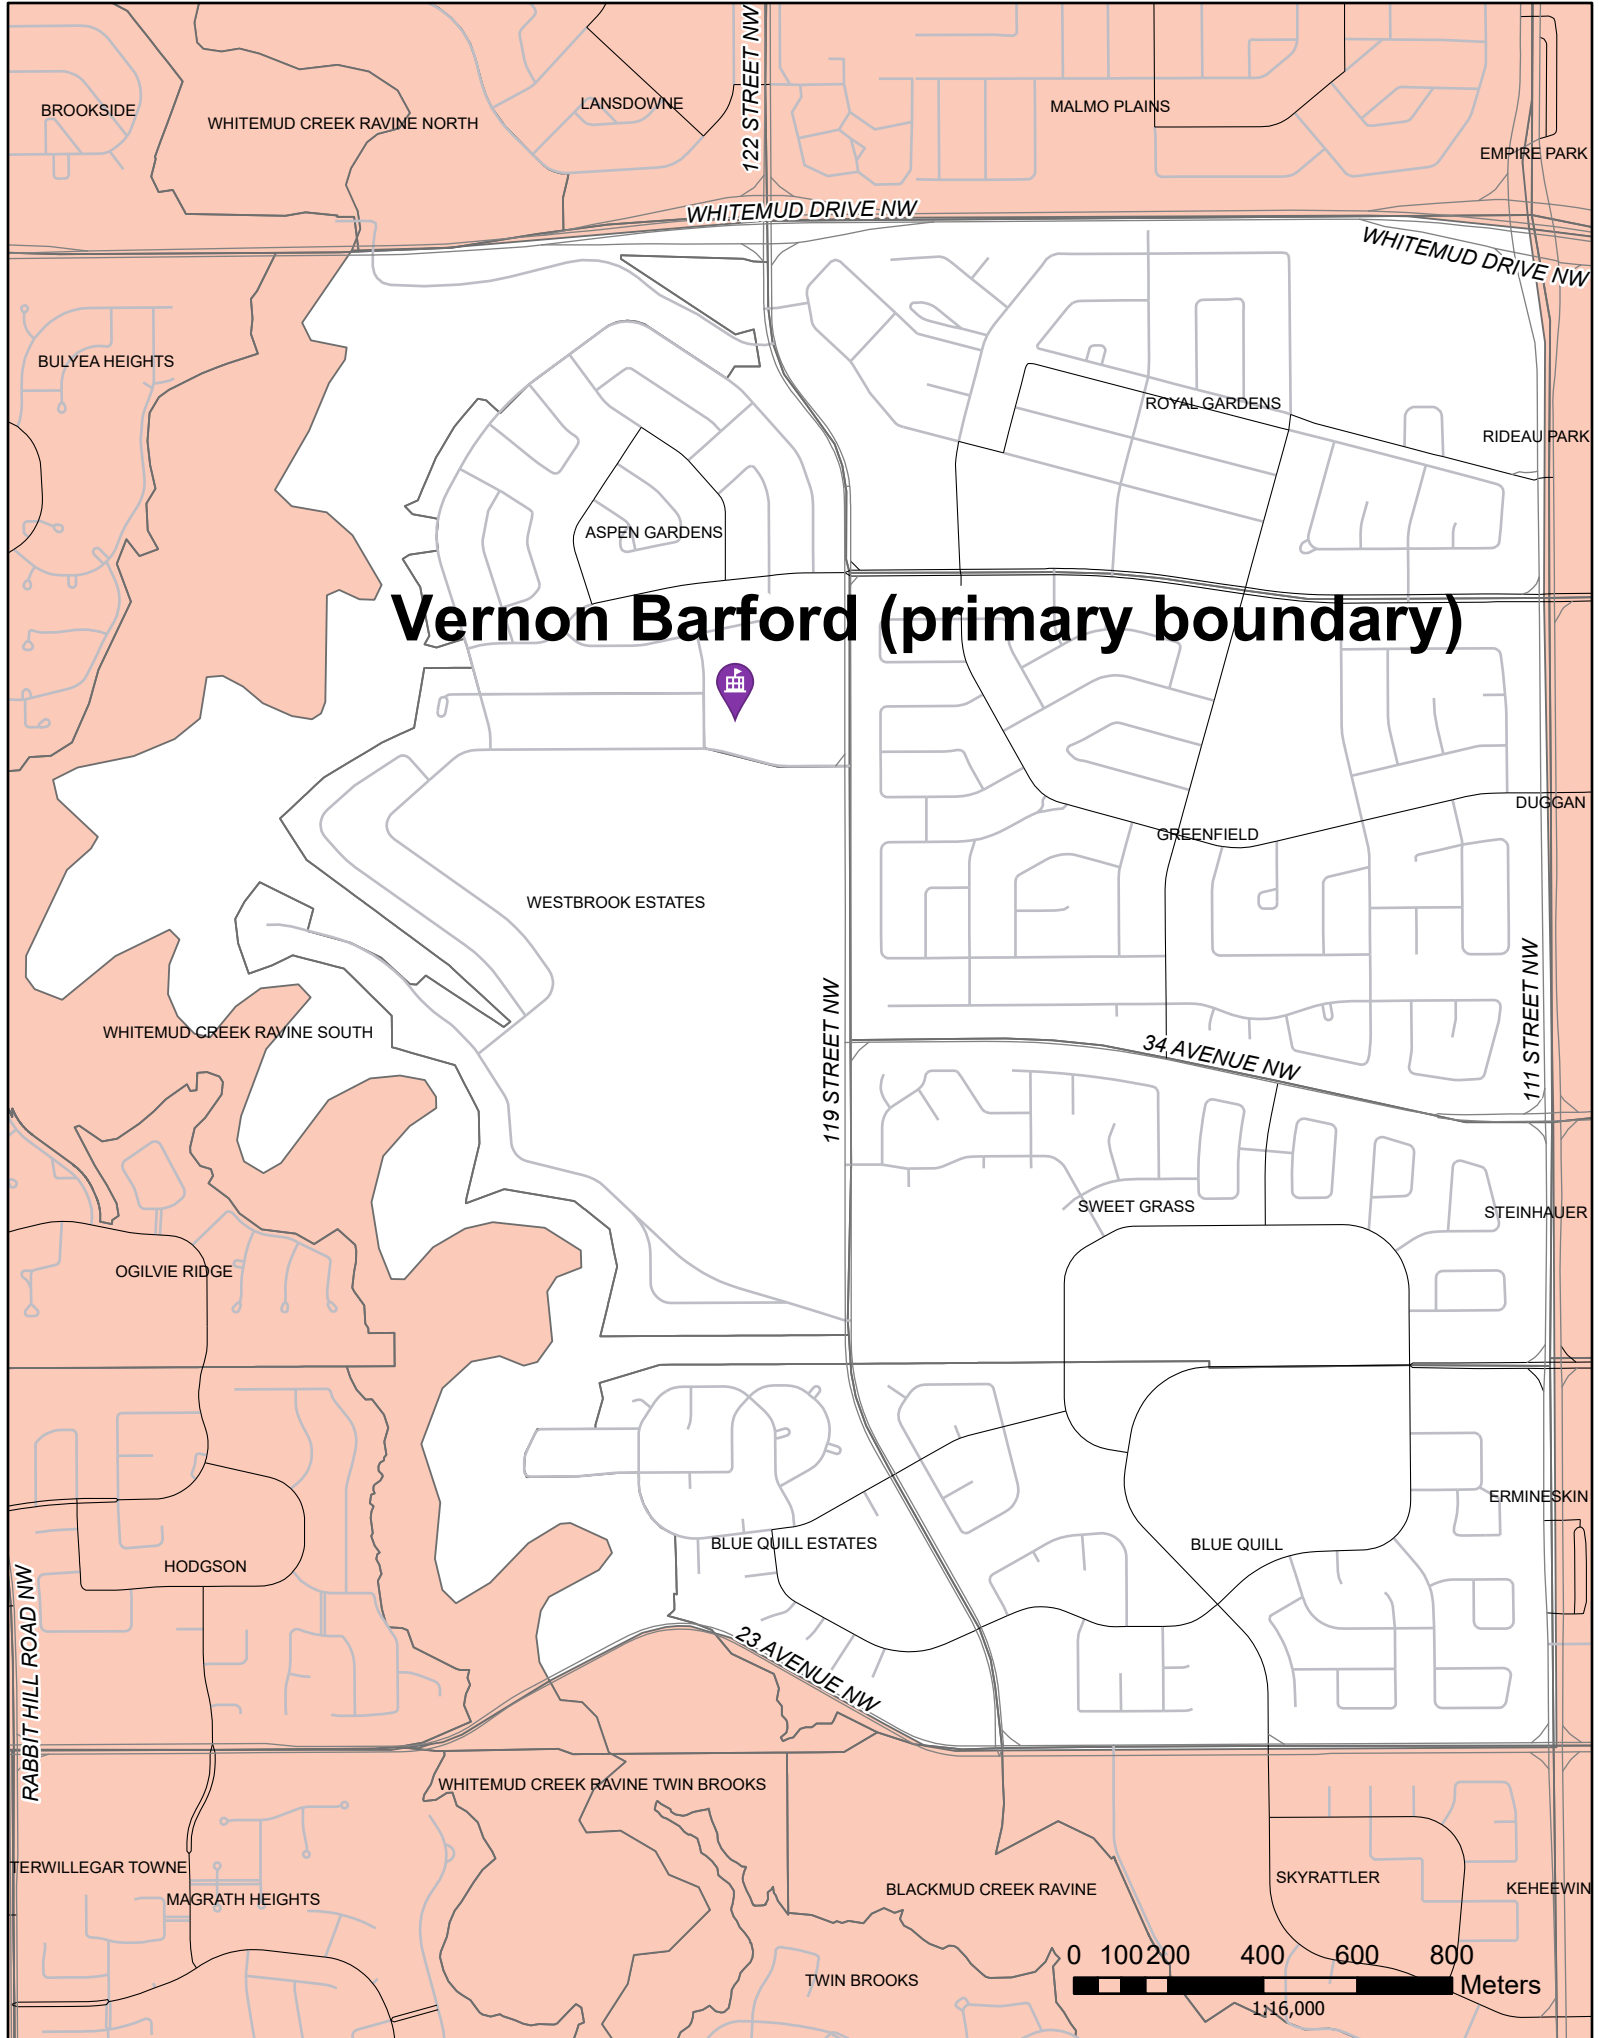 122 STREET NW
BROOKSIDE
LANSDOWNE
WHITEMUD CREEK RAVINE NORTH
MALMO PLAINS
EMPIRE PARK
WHITEMUD DRIVE NW
WHITEMUD DRIVE NW
BULYEA HEIGHTS
ROYAL GARDENS
RIDEAU PARK
ASPEN GARDENS
Vernon Barford (primary boundary)
DUGGAN
GREENFIELD
WESTBROOK ESTATES
111 STREET NW
119 STREET NW
WHITEMUD CREEK RAVINE SOUTH
34 AVENUE NW
SWEET GRASS
STEINHAUER
OGILVIE RIDGE
ERMINESKIN
BLUE QUILL ESTATES
BLUE QUILL
HODGSON
RABBIT HILL ROAD NW
23 AVENUE NW
WHITEMUD CREEK RAVINE TWIN BROOKS
TERWILLEGAR TOWNE
MAGRATH HEIGHTS
BLACKMUD CREEK RAVINE
SKYRATTLER
KEHEEWIN
TWIN BROOKS
0 100 200 400 600 800
Meters
1:16,000